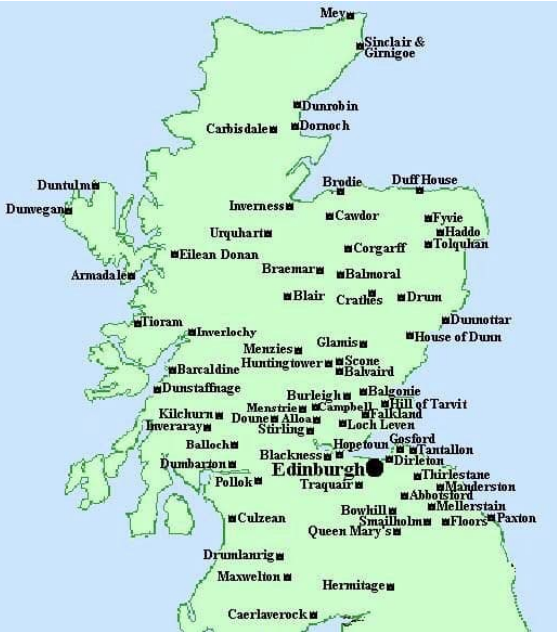 Mey
Sinclair &
Girnigoe
Dunrobin
Carbisdale
Dornoch
Duntulm
Brodie
Duff House
Dunvegan
Inverness
Cawdor
Fyvie
Urquhart
Haddo
Tolquhan
Eilean Donan
Corgarff
Armadale
Braemar
Balmoral
Blair
Crathes
Drum
Tioram
Inverlochy
Dunnottar
Menzies
Glamis
House of Dunn
Barcaldine
Huntingtower
Scone
Balvaird
Dunstaffnage
Burleigh
Balgonie
Kilchurn
Menstrie
Campbell
Hill of Tarvit
Inveraray
Doune
Alloa
Falkland
Stirling
Loch Leven
Balloch
Hopetoun
Gosford
Tantallon
Dumbarton
Blackness
Dirleton
Edinburgh
Pollok
Traquair
Thirlestane
Manderston
Abbotsford
Culzean
Bowhill
Mellerstain
Smailholm
Floors
Paxton
Queen Mary's
Drumlanrig
Maxwelton
Hermitage
Caerlaverock